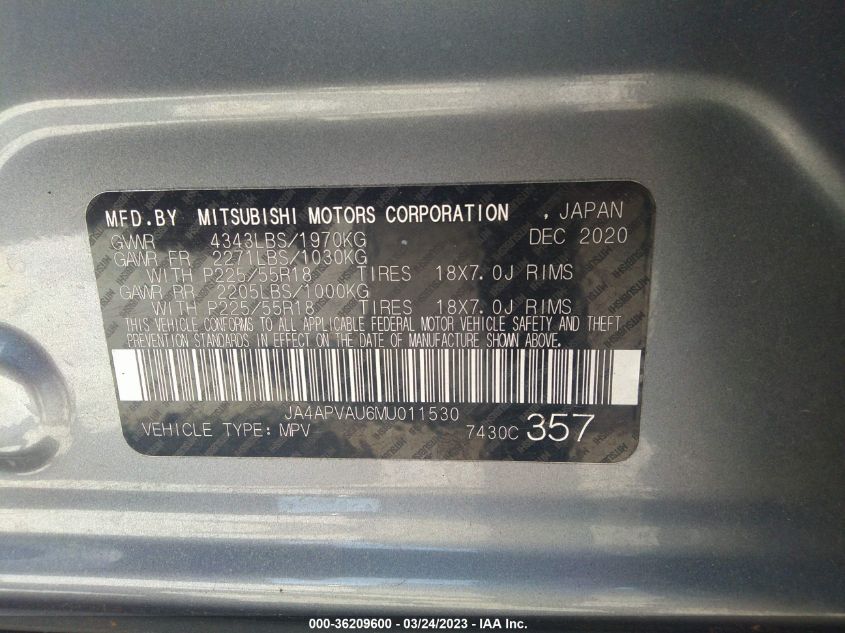 MFD.BY MITSUBISHI MOTORS CORPORATION , JAPAN
GVWR 4343LBS/1970KG DEC 2020
GAWR FR 2271LBS/1030KG
WITH P225/55R18 TIRES 18X7.0J RIMS
GAWR RR 2205LBS/1000KG
WITH P225/55R18 TIRES 18X7.0J RIMS
THIS VEHICLE CONFORMS TO ALL APPLICABLE FEDERAL MOTOR VEHICLE SAFETY AND THEFT
PREVENTION STANDARDS IN EFFECT ON THE DATE OF MANUFACTURE SHOWN ABOVE.
JA4APVAU6MU011530
VEHICLE TYPE: MPV 7430C 357
000-36209600 - 03/24/2023 - IAA Inc.